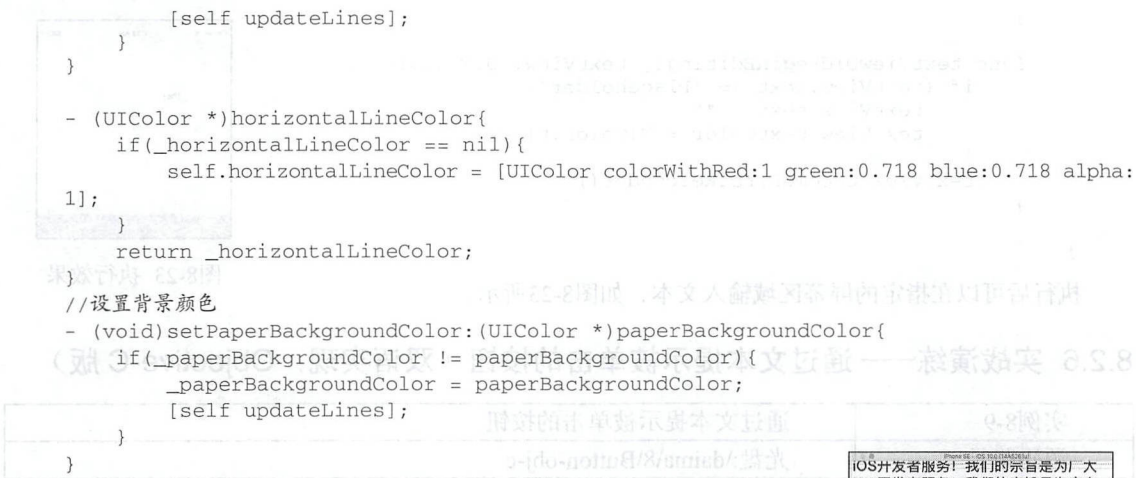 [self updateLines];
}
}
- (UIColor *)horizontalLineColor{
if(_horizontalLineColor == nil){
self.horizontalLineColor = [UIColor colorWithRed:1 green:0.718 blue:0.718 alpha:
1];
}
return _horizontalLineColor;
}
//设置背景颜色
- (void)setPaperBackgroundColor:(UIColor *)paperBackgroundColor{
if(_paperBackgroundColor != paperBackgroundColor){
_paperBackgroundColor = paperBackgroundColor;
[self updateLines];
}
}
iOS开发者服务！我们的宗旨是为广大